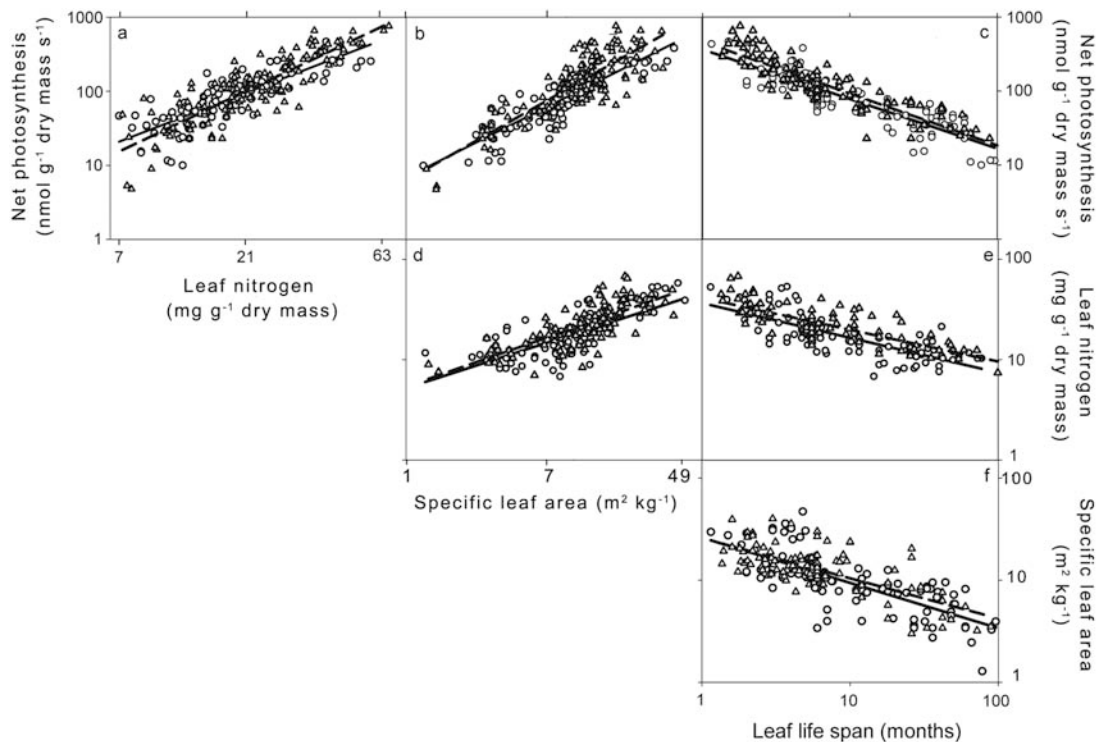 a
b
c
Net photosynthesis
(nmol g⁻¹ dry mass s⁻¹)
1000
100
10
1
7
21
63
Leaf nitrogen
(mg g⁻¹ dry mass)
1000
100
10
Net photosynthesis
(nmol g⁻¹ dry mass s⁻¹)
d
e
100
10
1
Leaf nitrogen
(mg g⁻¹ dry mass)
1
7
49
Specific leaf area (m² kg⁻¹)
f
100
10
1
Specific leaf area
(m² kg⁻¹)
1
10
100
Leaf life span (months)